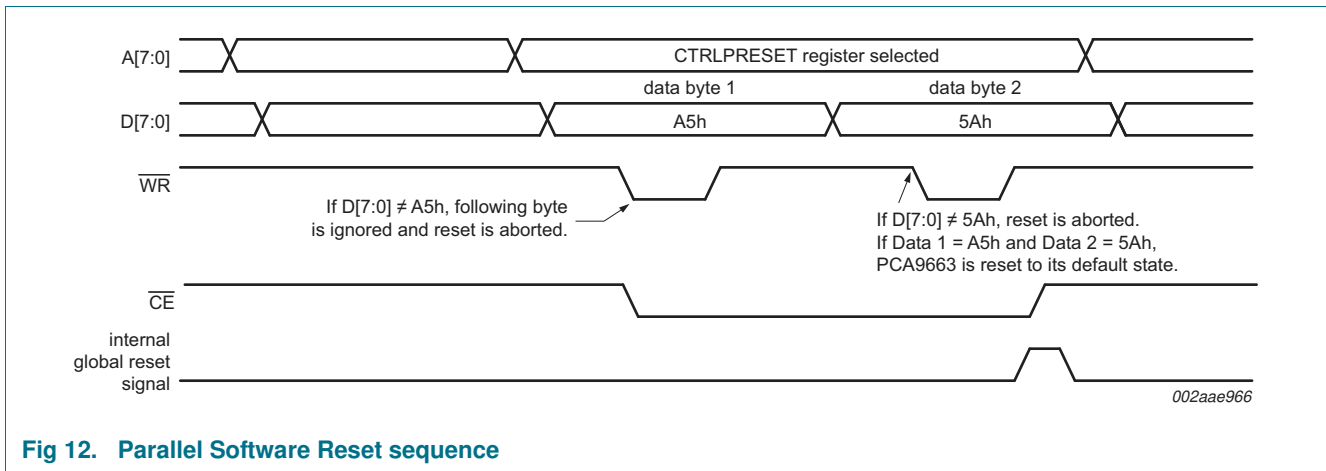 A[7:0]
CTRLPRESET register selected
data byte 1
data byte 2
D[7:0]
A5h
5Ah
WR
If D[7:0] ≠ A5h, following byte
is ignored and reset is aborted.
If D[7:0] ≠ 5Ah, reset is aborted.
If Data 1 = A5h and Data 2 = 5Ah,
PCA9663 is reset to its default state.
CE
internal
global reset
signal
002aae966
Fig 12. Parallel Software Reset sequence